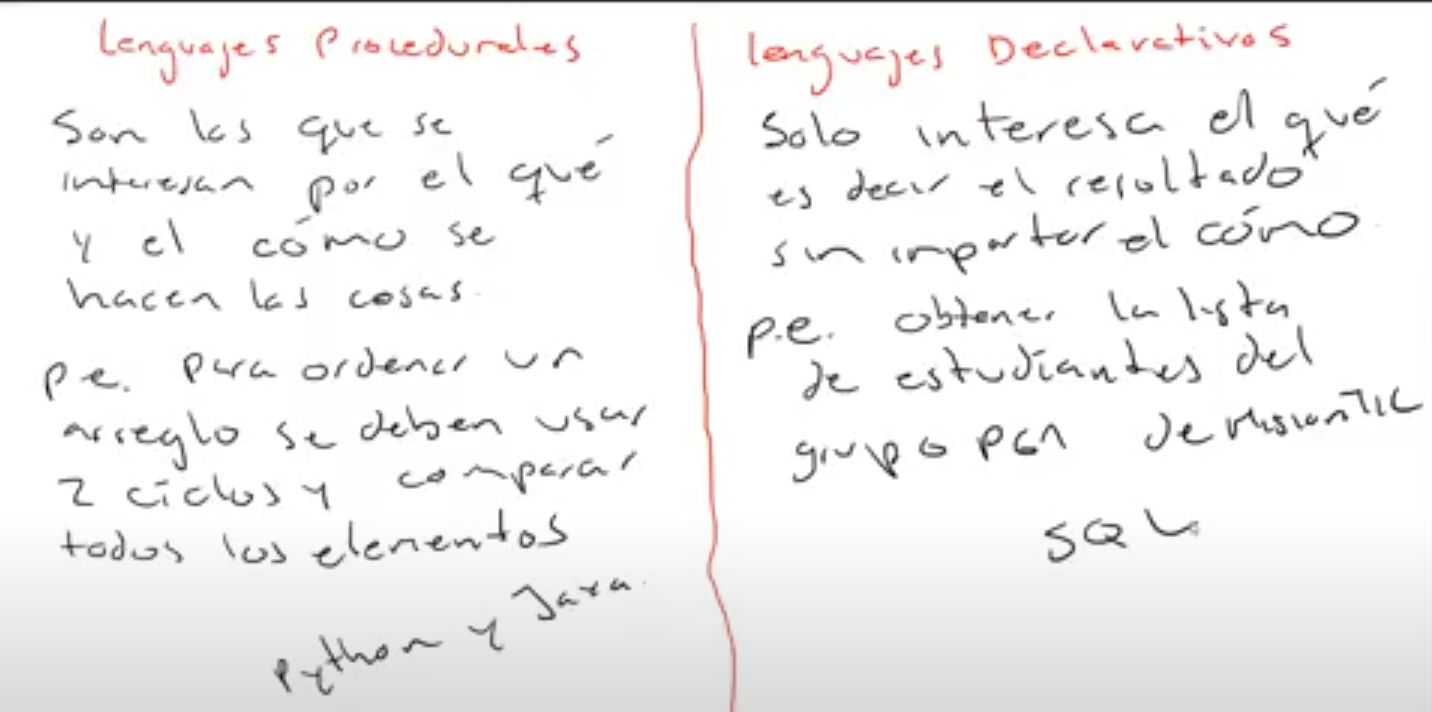 Lenguajes Procedurales
Son los que se
interesan por el qué
y el cómo se
hacen las cosas.
p.e. Para ordenar un
arreglo se deben usar
2 ciclos y comparar
todos los elementos
Python y Java.
Lenguajes Declarativos
Solo interesa el qué
es decir el resultado
sin importar el cómo.
p.e. obtener la lista
de estudiantes del
grupo P61 de MisionTIC
SQL